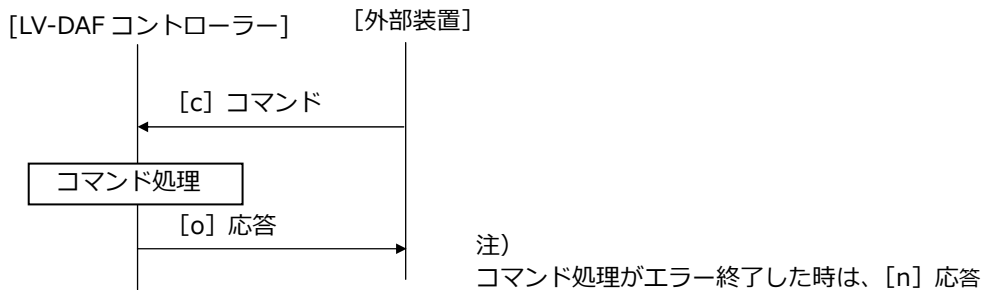 [LV-DAF コントローラー]
［外部装置］
［c］コマンド
コマンド処理
［o］応答
注）
コマンド処理がエラー終了した時は、［n］応答